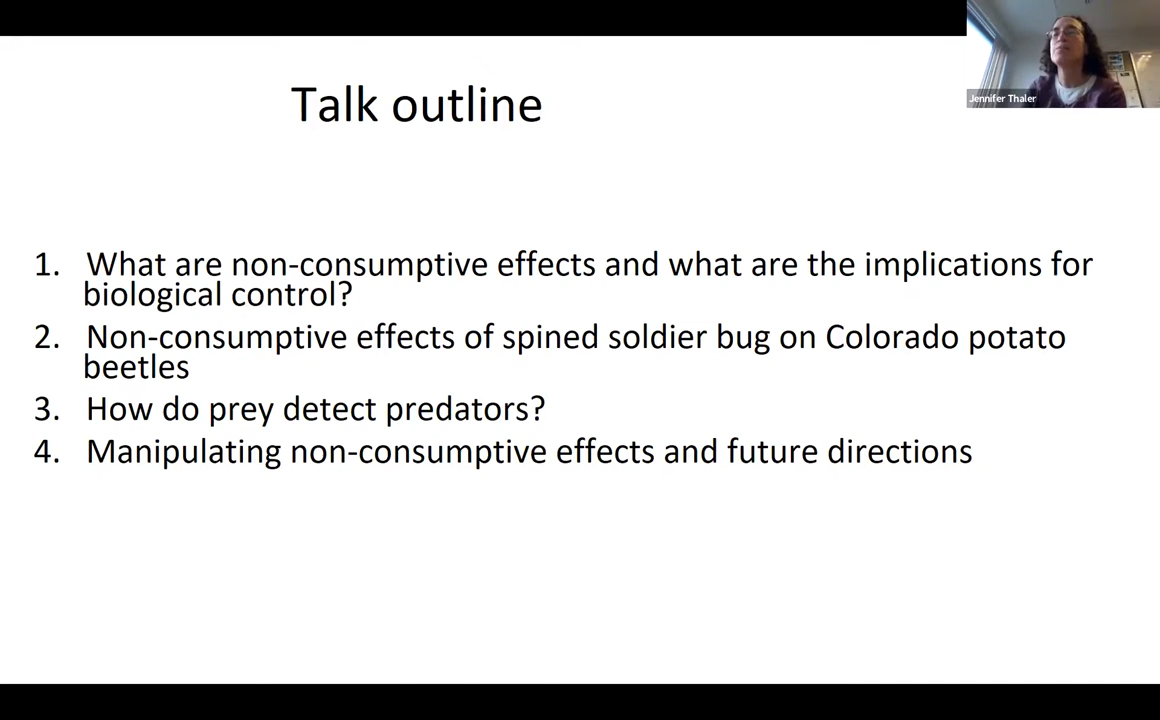 Jennifer Thaler
Talk outline
1. What are non-consumptive effects and what are the implications for
biological control?
2. Non-consumptive effects of spined soldier bug on Colorado potato
beetles
3. How do prey detect predators?
4. Manipulating non-consumptive effects and future directions